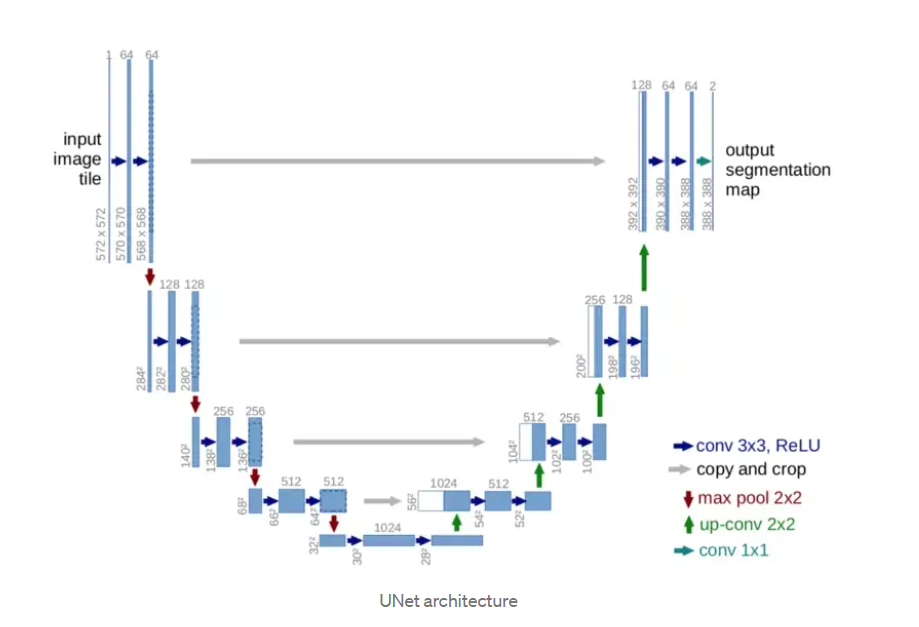 1 64 64
input
image
tile
572 x 572
570 x 570
568 x 568
128 128
284²
282²
280²
256 256
140²
138²
136²
512 512
68²
66²
64²
1024
32²
30²
28²
1024 512
56²
54²
52²
512 256
104²
102²
100²
256 128
200²
198²
196²
128 64 64 2
392 x 392
390 x 390
388 x 388
388 x 388
output
segmentation
map
conv 3x3, ReLU
copy and crop
max pool 2x2
up-conv 2x2
conv 1x1
UNet architecture